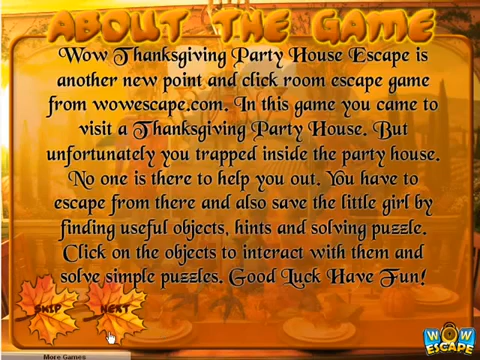 ABOUT THE GAME
Wow Thanksgiving Party House Escape is
another new point and click room escape game
from wowescape.com. In this game you came to
visit a Thanksgiving Party House. But
unfortunately you trapped inside the party house.
No one is there to help you out. You have to
escape from there and also save the little girl by
finding useful objects, hints and solving puzzle.
Click on the objects to interact with them and
solve simple puzzles. Good Luck Have Fun!
SKIP
NEXT
WOW
ESCAPE
More Games